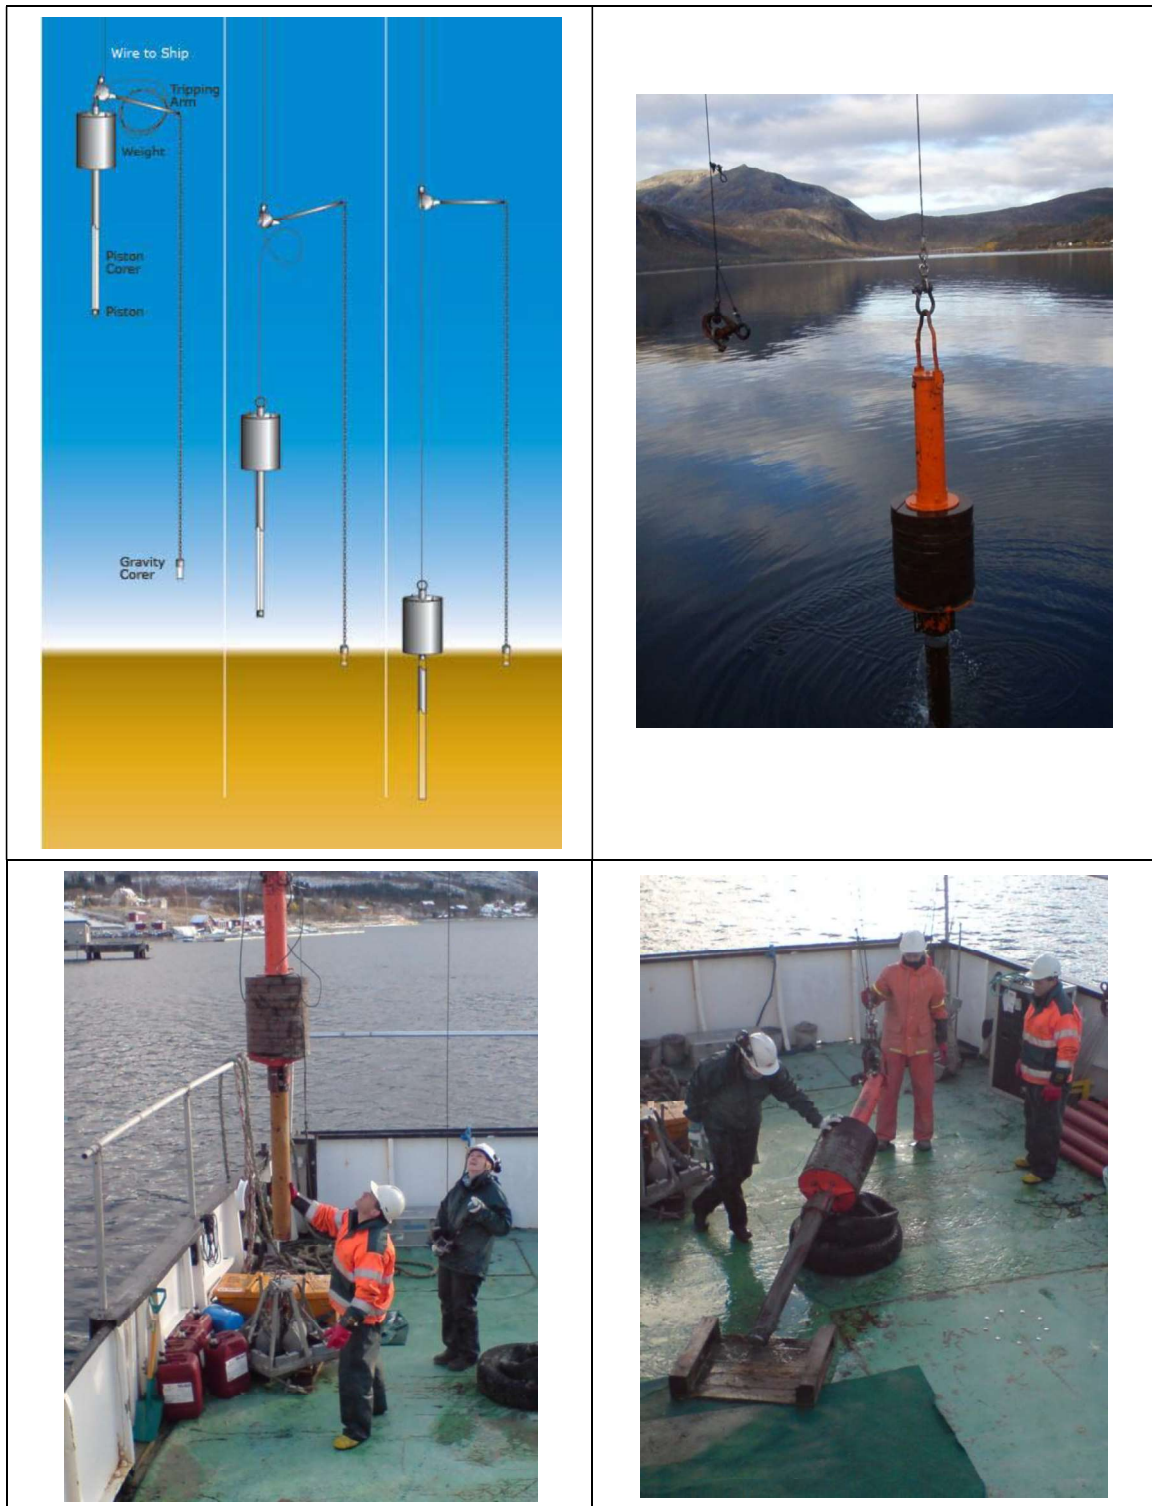 Wire to Ship
Tripping
Arm
Weight
Piston
Corer
Piston
Gravity
Corer